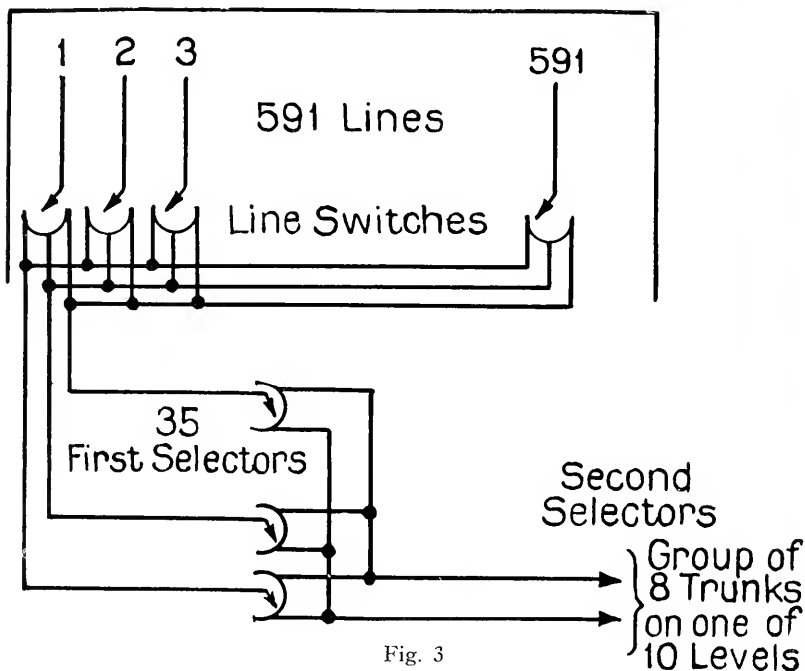 1 2 3 591
591 Lines
Line Switches
35
First Selectors
Second
Selectors
Group of
8 Trunks
on one of
10 Levels
Fig. 3